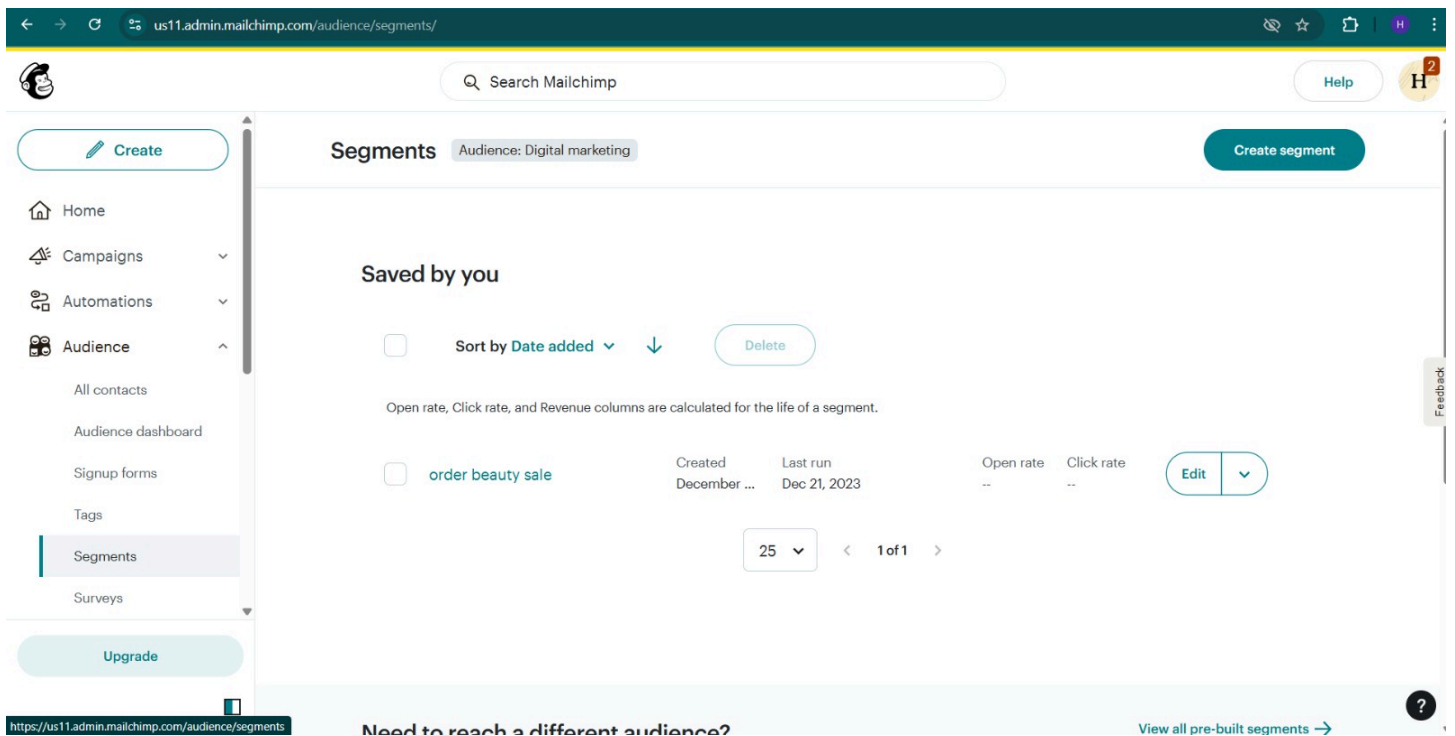 us11.admin.mailchimp.com/audience/segments/
H
Search Mailchimp
Help
H
2
Create
Segments
Audience: Digital marketing
Create segment
Home
Campaigns
Automations
Audience
All contacts
Audience dashboard
Signup forms
Tags
Segments
Surveys
Upgrade
Saved by you
Sort by Date added
Delete
Open rate, Click rate, and Revenue columns are calculated for the life of a segment.
order beauty sale
Created
December ...
Last run
Dec 21, 2023
Open rate
--
Click rate
--
Edit
25
1 of 1
Feedback
?
Need to reach a different audience?
View all pre-built segments →
https://us11.admin.mailchimp.com/audience/segments